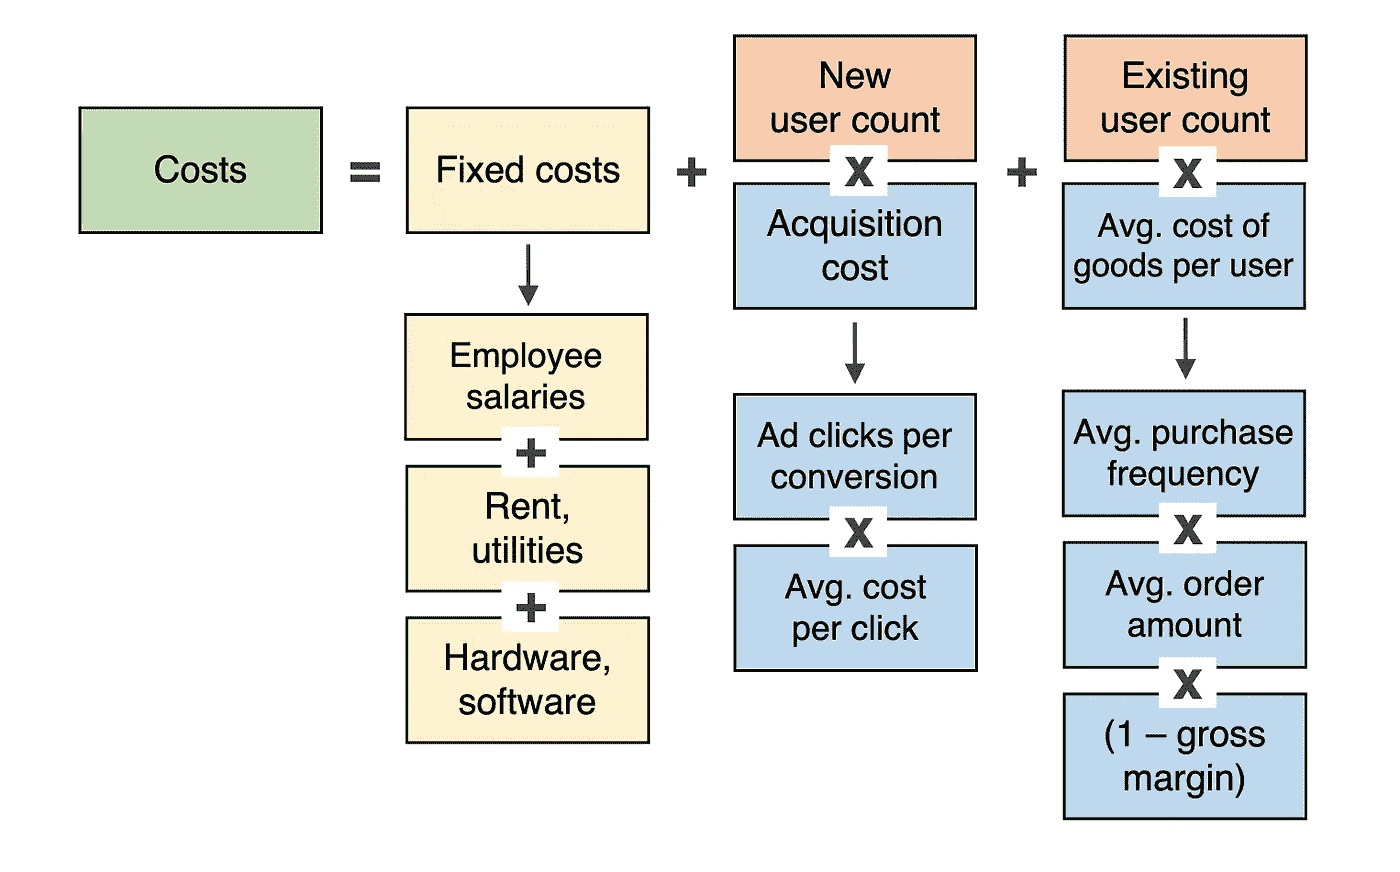 Costs
=
Fixed costs
+
New
user count
X
Acquisition
cost
+
Existing
user count
X
Avg. cost of
goods per user
Employee
salaries
+
Rent,
utilities
+
Hardware,
software
Ad clicks per
conversion
X
Avg. cost
per click
Avg. purchase
frequency
X
Avg. order
amount
X
(1 – gross
margin)